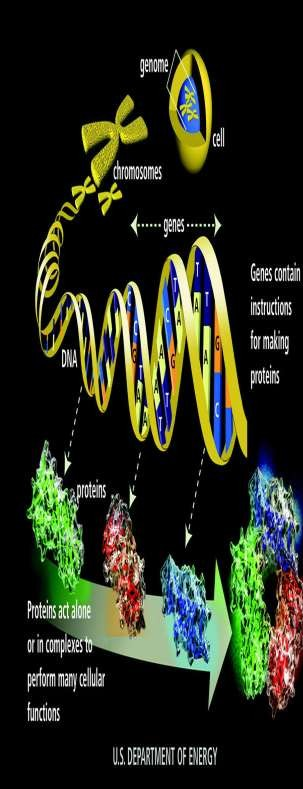 genome
cell
chromosomes
genes
Genes contain
instructions
for making
proteins
DNA
T
T
A
A
G
C
C
T
T
A
A
G
A
C
T
C
C
G
T
A
A
proteins
Proteins act alone
or in complexes to
perform many cellular
functions
U.S. DEPARTMENT OF ENERGY